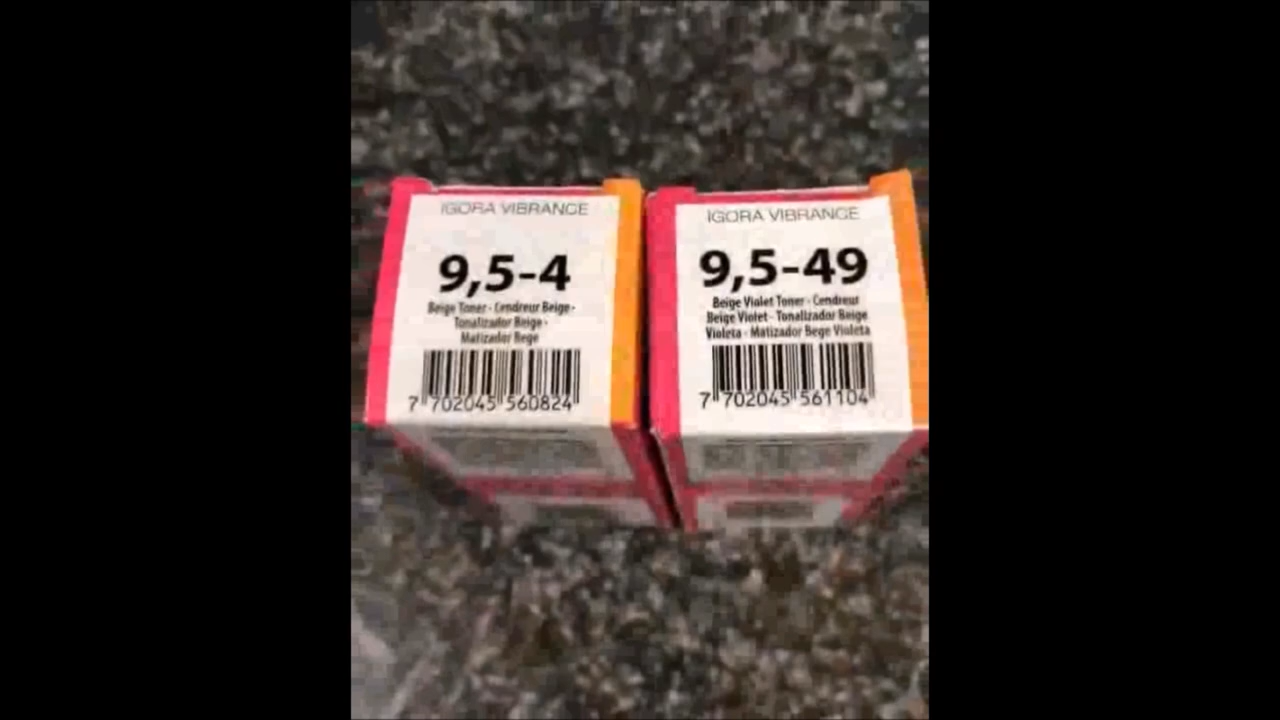 IGORA VIBRANCE
9,5-4
Beige Toner - Cendreur Beige -
Tonalizador Beige -
Matizador Bege
7 702045 560824
IGORA VIBRANCE
9,5-49
Beige Violet Toner - Cendreur
Beige Violet - Tonalizador Beige
Violeta - Matizador Bege Violeta
7 702045 561104